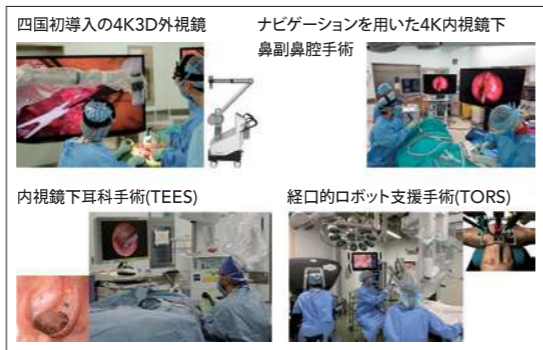 四国初導入の4K3D外視鏡
ナビゲーションを用いた4K内視鏡下
鼻副鼻腔手術
内視鏡下耳科手術(TEES)
経口的ロボット支援手術(TORS)